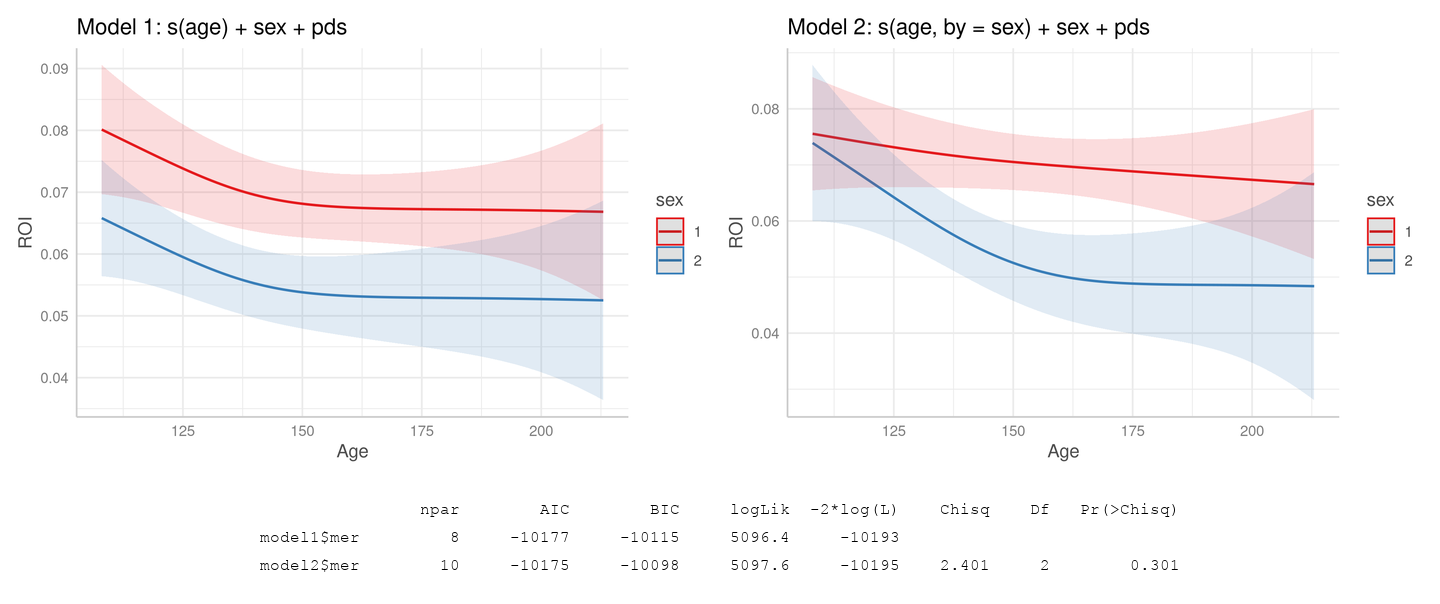 Model 1: s(age) + sex + pds
0.09
0.08
0.07
0.06
0.05
0.04
ROI
125 150 175 200
Age
sex
1
2
Model 2: s(age, by = sex) + sex + pds
0.08
0.06
0.04
ROI
125 150 175 200
Age
sex
1
2
npar AIC BIC logLik -2*log(L) Chisq Df Pr(>Chisq)
model1$mer 8 -10177 -10115 5096.4 -10193
model2$mer 10 -10175 -10098 5097.6 -10195 2.401 2 0.301